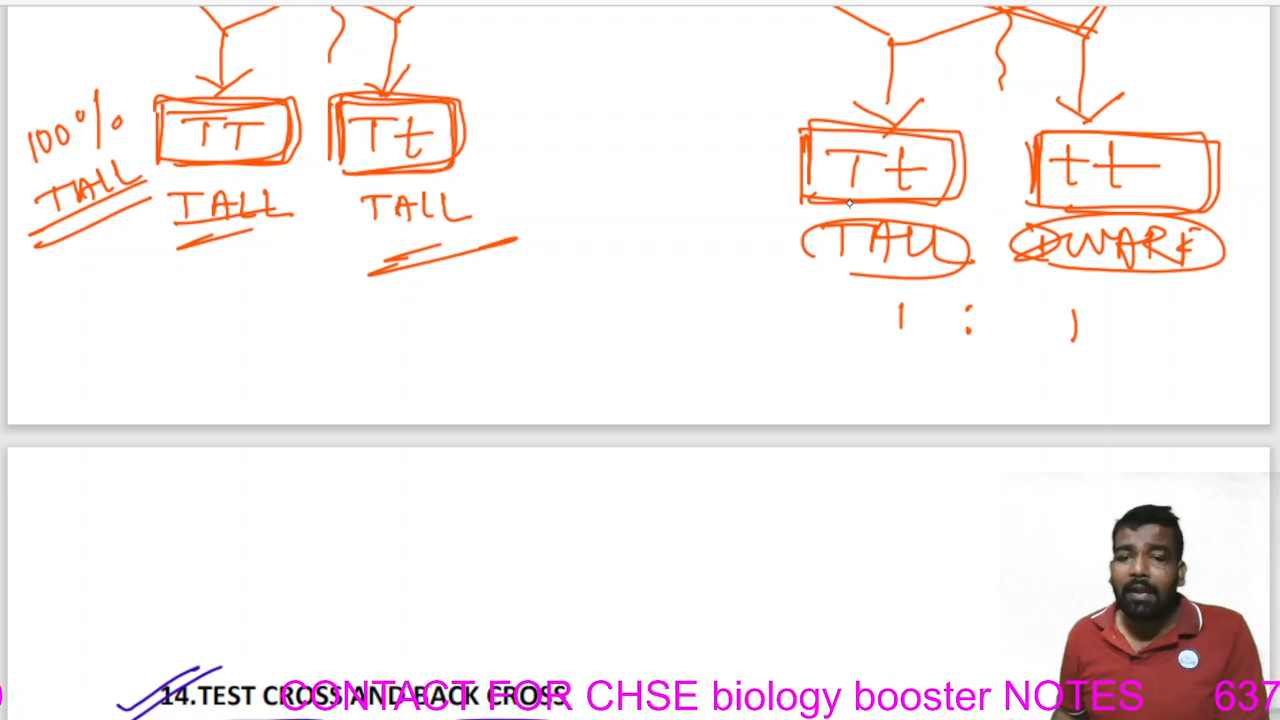 100%
TALL
TT
TALL
Tt
TALL
Tt
TALL
tt
DWARF
1 : 1
14.TEST CROSS AND BACK CROSS
CONTACT FOR CHSE biology booster NOTES 637